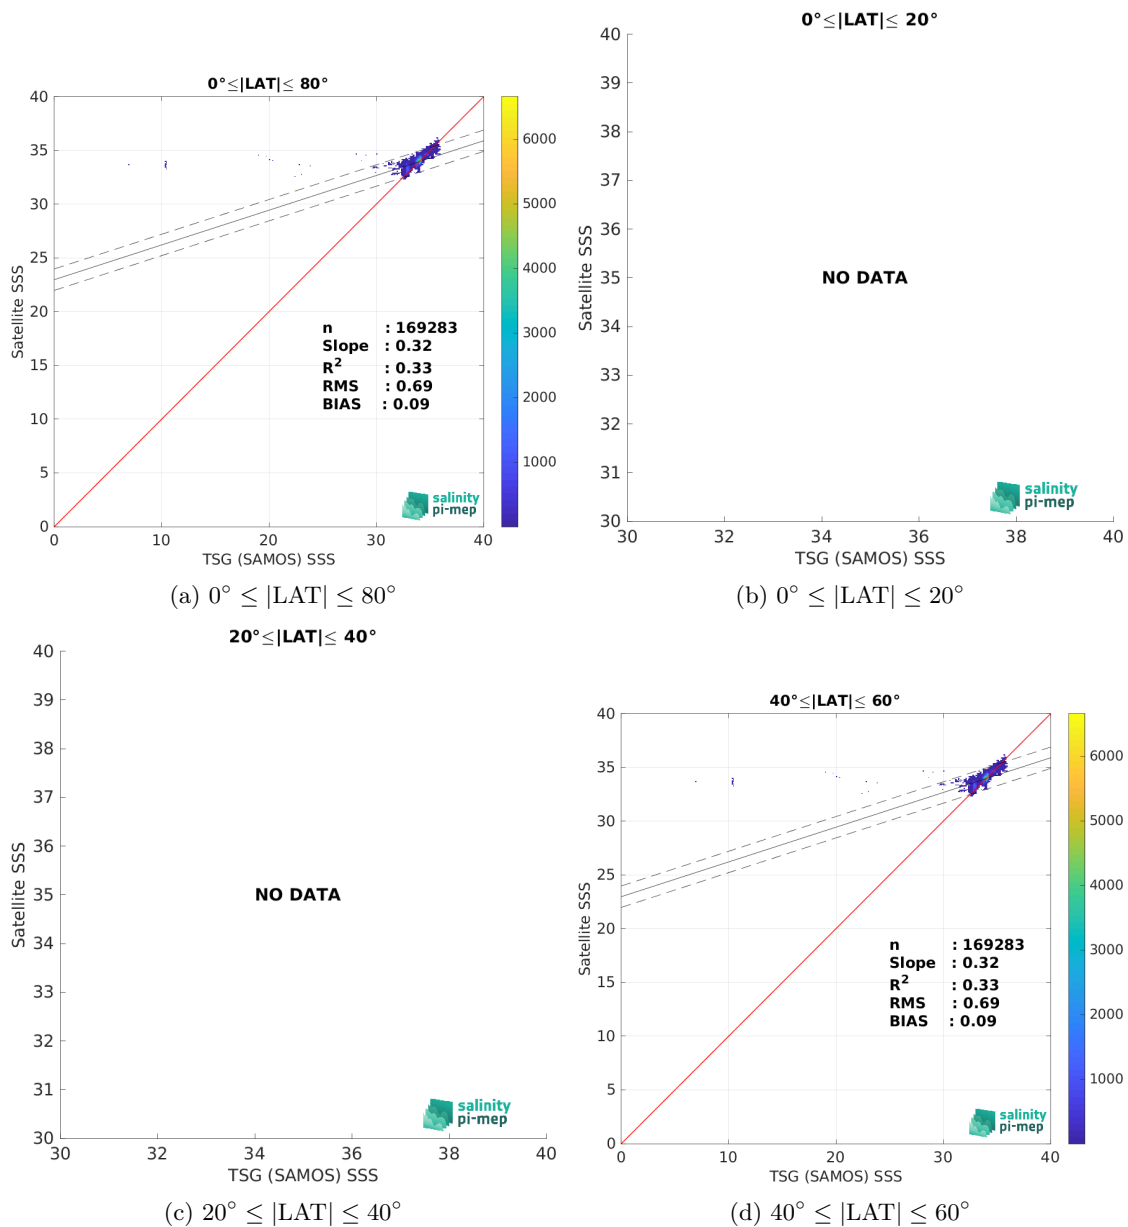 0°≤|LAT|≤ 80°
40
35
30
25
20
15
10
5
0
0
10
20
30
40
Satellite SSS
TSG (SAMOS) SSS
n : 169283
Slope : 0.32
R² : 0.33
RMS : 0.69
BIAS : 0.09
salinity
pi-mep
6000
5000
4000
3000
2000
1000
(a) 0° ≤ |LAT| ≤ 80°
0°≤|LAT|≤ 20°
40
39
38
37
36
35
34
33
32
31
30
30
32
34
36
38
40
Satellite SSS
TSG (SAMOS) SSS
NO DATA
salinity
pi-mep
(b) 0° ≤ |LAT| ≤ 20°
20°≤|LAT|≤ 40°
40
39
38
37
36
35
34
33
32
31
30
30
32
34
36
38
40
Satellite SSS
TSG (SAMOS) SSS
NO DATA
salinity
pi-mep
(c) 20° ≤ |LAT| ≤ 40°
40°≤|LAT|≤ 60°
40
35
30
25
20
15
10
5
0
0
10
20
30
40
Satellite SSS
TSG (SAMOS) SSS
n : 169283
Slope : 0.32
R² : 0.33
RMS : 0.69
BIAS : 0.09
salinity
pi-mep
6000
5000
4000
3000
2000
1000
(d) 40° ≤ |LAT| ≤ 60°